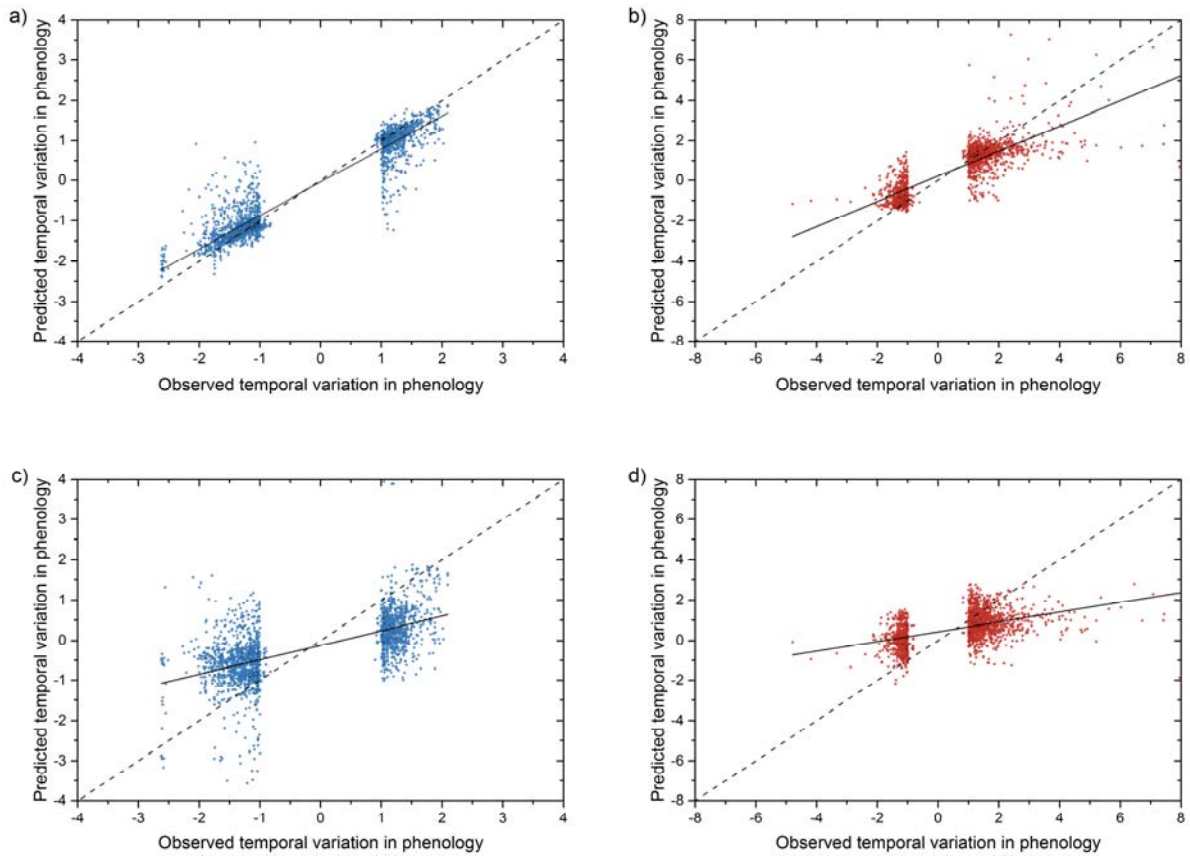 a)
Predicted temporal variation in phenology
4
3
2
1
0
-1
-2
-3
-4
-4 -3 -2 -1 0 1 2 3 4
Observed temporal variation in phenology
b)
Predicted temporal variation in phenology
8
6
4
2
0
-2
-4
-6
-8
-8 -6 -4 -2 0 2 4 6 8
Observed temporal variation in phenology
c)
Predicted temporal variation in phenology
4
3
2
1
0
-1
-2
-3
-4
-4 -3 -2 -1 0 1 2 3 4
Observed temporal variation in phenology
d)
Predicted temporal variation in phenology
8
6
4
2
0
-2
-4
-6
-8
-8 -6 -4 -2 0 2 4 6 8
Observed temporal variation in phenology